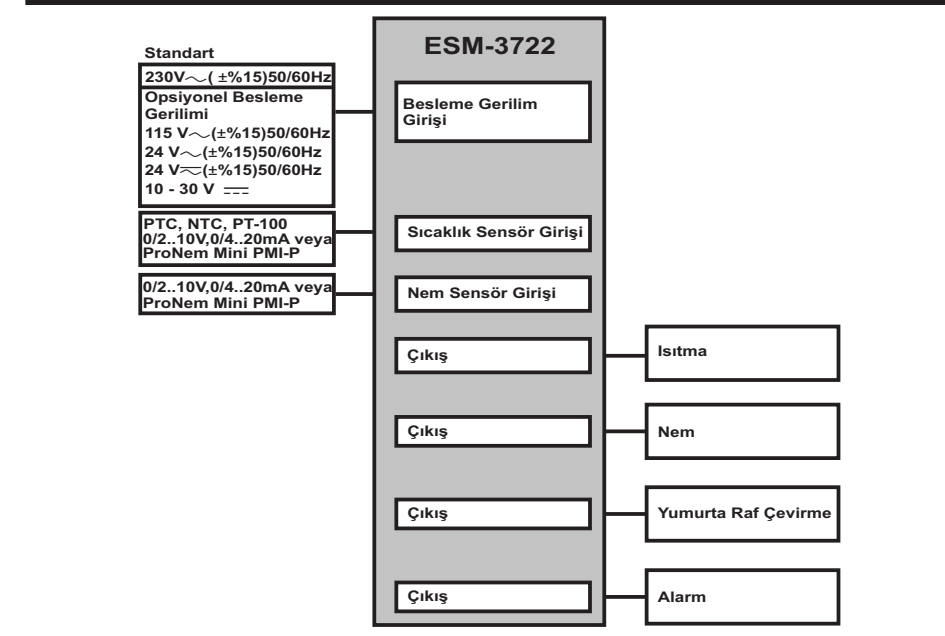 ESM-3722
Standart
230V～( ±%15)50/60Hz
Opsiyonel Besleme
Gerilimi
115 V～(±%15)50/60Hz
24 V～(±%15)50/60Hz
24 V⏦(±%15)50/60Hz
10 - 30 V ⎓
Besleme Gerilim
Girişi
PTC, NTC, PT-100
0/2..10V,0/4..20mA veya
ProNem Mini PMI-P
Sıcaklık Sensör Girişi
0/2..10V,0/4..20mA veya
ProNem Mini PMI-P
Nem Sensör Girişi
Çıkış
Isıtma
Çıkış
Nem
Çıkış
Yumurta Raf Çevirme
Çıkış
Alarm